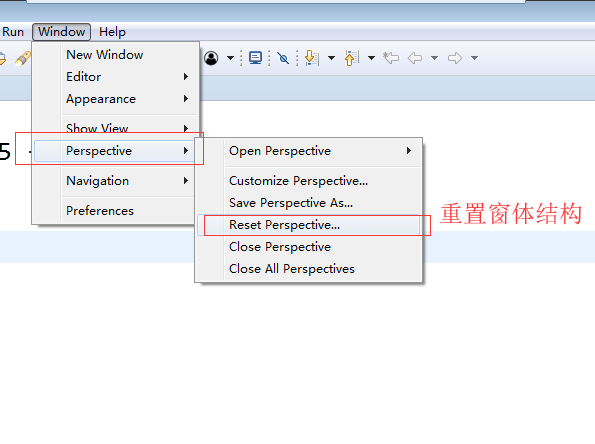 Run Window Help
New Window
Editor
Appearance
Show View
5
Perspective
Open Perspective
Navigation
Customize Perspective...
Save Perspective As...
Preferences
Reset Perspective...
重置窗体结构
Close Perspective
Close All Perspectives